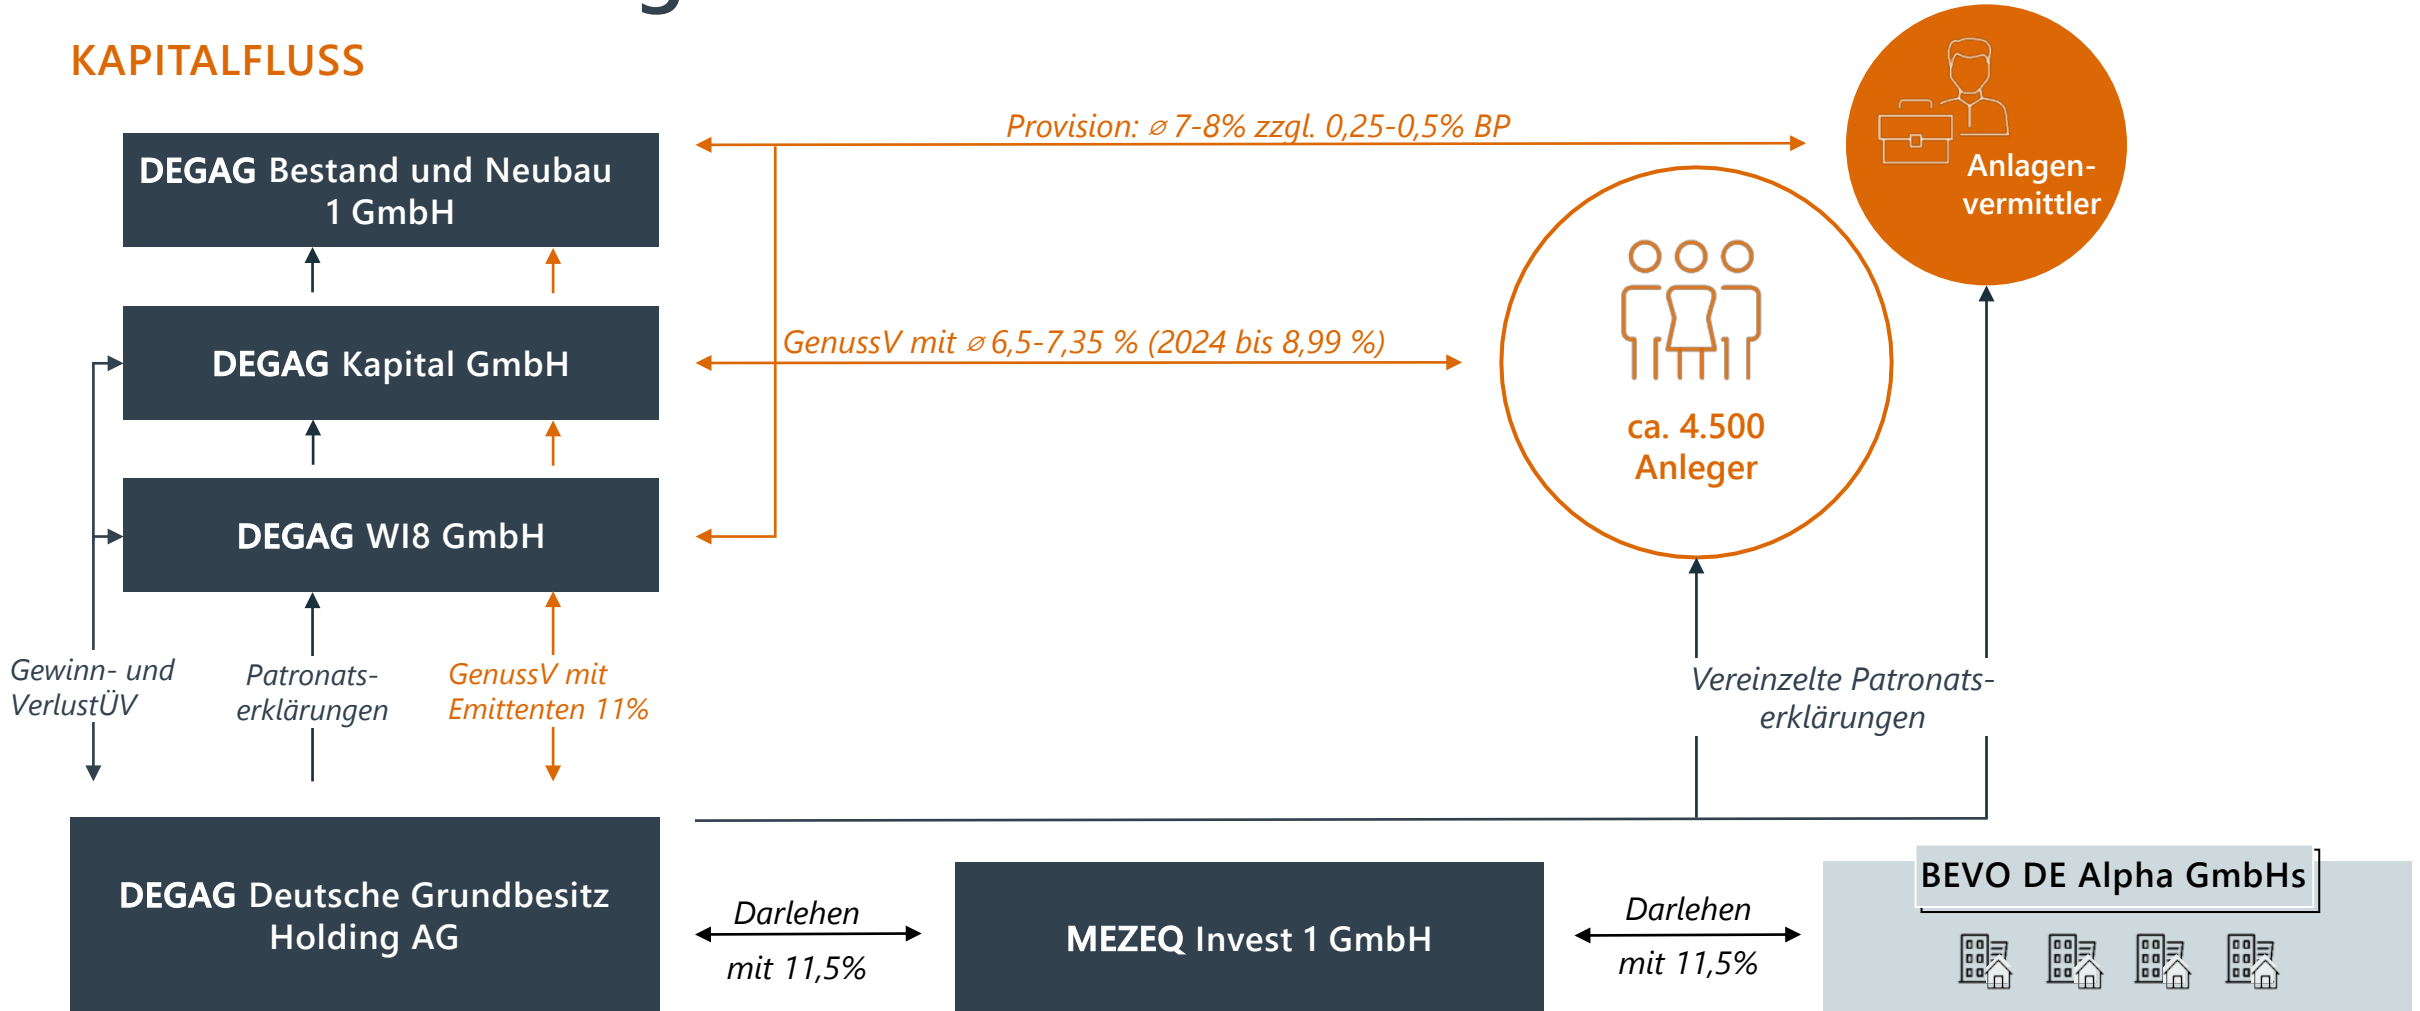 KAPITALFLUSS
Provision: ⌀ 7-8% zzgl. 0,25-0,5% BP
Anlagen-
vermittler
DEGAG Bestand und Neubau
1 GmbH
GenussV mit ⌀ 6,5-7,35 % (2024 bis 8,99 %)
DEGAG Kapital GmbH
ca. 4.500
Anleger
DEGAG WI8 GmbH
Gewinn- und
VerlustÜV
Patronats-
erklärungen
GenussV mit
Emittenten 11%
Vereinzelte Patronats-
erklärungen
DEGAG Deutsche Grundbesitz
Holding AG
Darlehen
mit 11,5%
MEZEQ Invest 1 GmbH
Darlehen
mit 11,5%
BEVO DE Alpha GmbHs